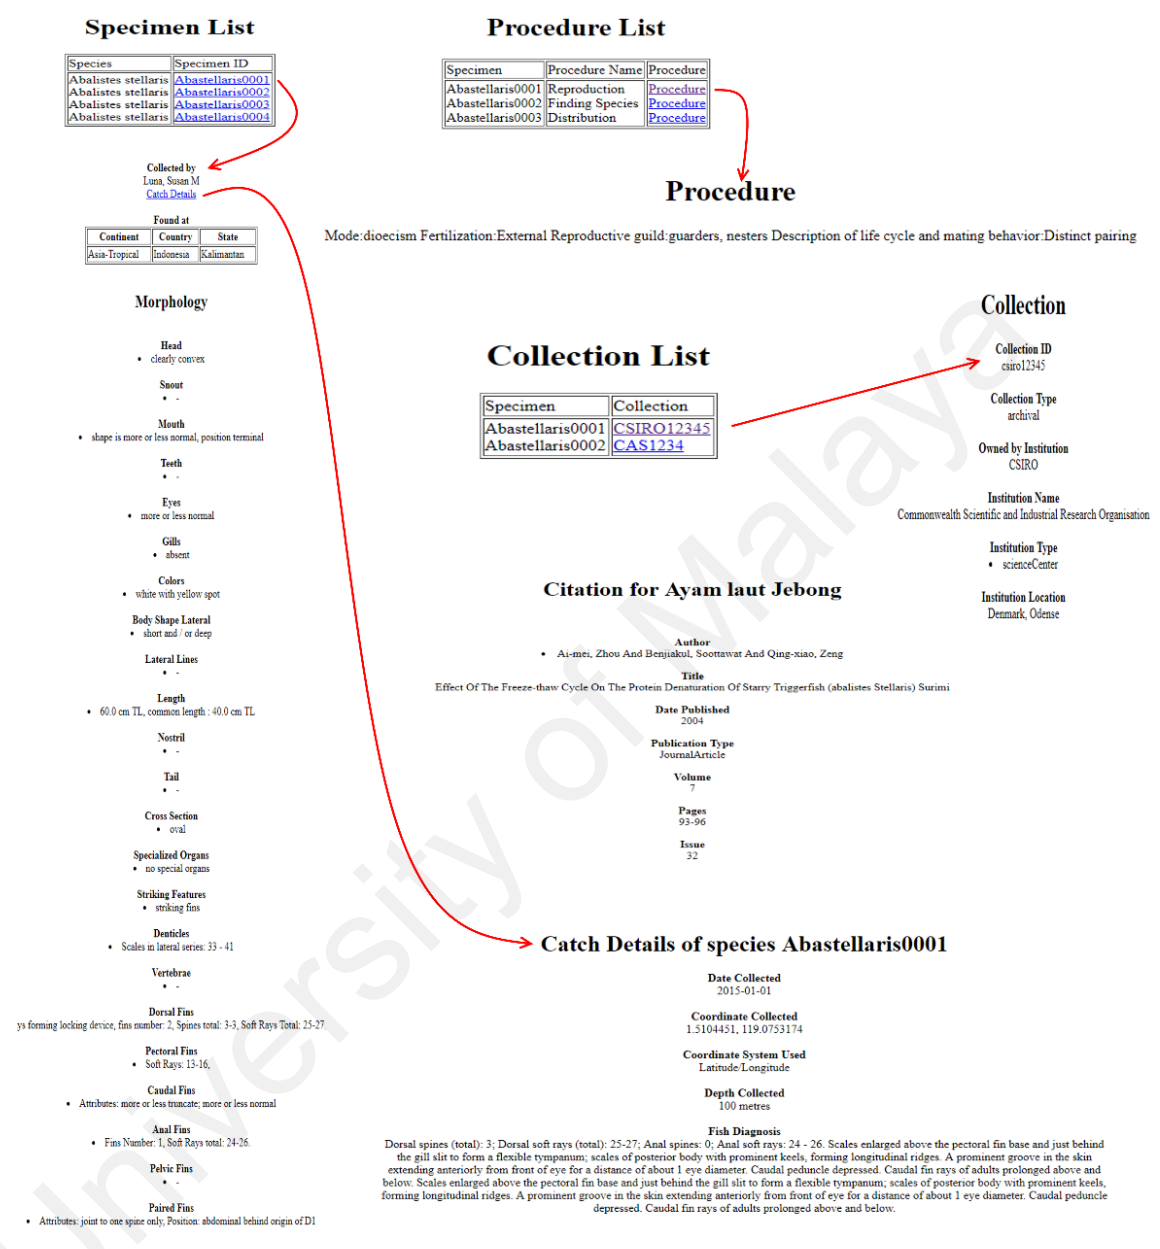 Specimen List
Species Specimen ID
Abalistes stellaris Abastellaris0001
Abalistes stellaris Abastellaris0002
Abalistes stellaris Abastellaris0003
Abalistes stellaris Abastellaris0004
Collected by
Luna, Susan M
Catch Details
Found at
Continent Country State
Asia-Tropical Indonesia Kalimantan
Morphology
Head
• clearly convex
Snout
• -
Mouth
• shape is more or less normal, position terminal
Teeth
• -
Eyes
• more or less normal
Gills
• absent
Colors
• white with yellow spot
Body Shape Lateral
• short and / or deep
Lateral Lines
• -
Length
• 60.0 cm TL, common length : 40.0 cm TL
Nostril
• -
Tail
• -
Cross Section
• oval
Specialized Organs
• no special organs
Striking Features
• striking fins
Denticles
• Scales in lateral series: 33 - 41
Vertebrae
• -
Dorsal Fins
ys forming locking device, fins number: 2, Spines total: 3-3, Soft Rays Total: 25-27
Pectoral Fins
• Soft Rays: 13-16,
Caudal Fins
• Attributes: more or less truncate; more or less normal
Anal Fins
• Fins Number: 1, Soft Rays total: 24-26.
Pelvic Fins
• -
Paired Fins
• Attributes: joint to one spine only, Position: abdominal behind origin of D1
Procedure List
Specimen Procedure Name Procedure
Abastellaris0001 Reproduction Procedure
Abastellaris0002 Finding Species Procedure
Abastellaris0003 Distribution Procedure
Procedure
Mode:dioecism Fertilization:External Reproductive guild:guarders, nesters Description of life cycle and mating behavior:Distinct pairing
Collection List
Specimen Collection
Abastellaris0001 CSIRO12345
Abastellaris0002 CAS1234
Collection
Collection ID
csiro12345
Collection Type
archival
Owned by Institution
CSIRO
Institution Name
Commonwealth Scientific and Industrial Research Organisation
Institution Type
• scienceCenter
Institution Location
Denmark, Odense
Citation for Ayam laut Jebong
Author
• Ai-mei, Zhou And Benjiakul, Soottawat And Qing-xiao, Zeng
Title
Effect Of The Freeze-thaw Cycle On The Protein Denaturation Of Starry Triggerfish (abalistes Stellaris) Surimi
Date Published
2004
Publication Type
JournalArticle
Volume
7
Pages
93-96
Issue
32
Catch Details of species Abastellaris0001
Date Collected
2015-01-01
Coordinate Collected
1.5104451, 119.0753174
Coordinate System Used
Latitude/Longitude
Depth Collected
100 metres
Fish Diagnosis
Dorsal spines (total): 3; Dorsal soft rays (total): 25-27; Anal spines: 0; Anal soft rays: 24 - 26. Scales enlarged above the pectoral fin base and just behind
the gill slit to form a flexible tympanum; scales of posterior body with prominent keels, forming longitudinal ridges. A prominent groove in the skin
extending anteriorly from front of eye for a distance of about 1 eye diameter. Caudal peduncle depressed. Caudal fin rays of adults prolonged above and
below. Scales enlarged above the pectoral fin base and just behind the gill slit to form a flexible tympanum; scales of posterior body with prominent keels,
forming longitudinal ridges. A prominent groove in the skin extending anteriorly from front of eye for a distance of about 1 eye diameter. Caudal peduncle
depressed. Caudal fin rays of adults prolonged above and below.
University of Malaya